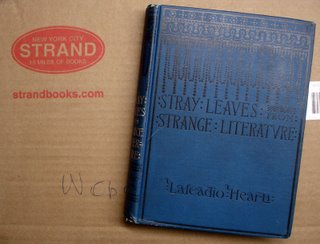 NEW YORK CITY
STRAND
18 MILES OF BOOKS
strandbooks.com
STRAY : LEAVES
FROM
STRANGE LITERATVRE
Lafcadio Hearn